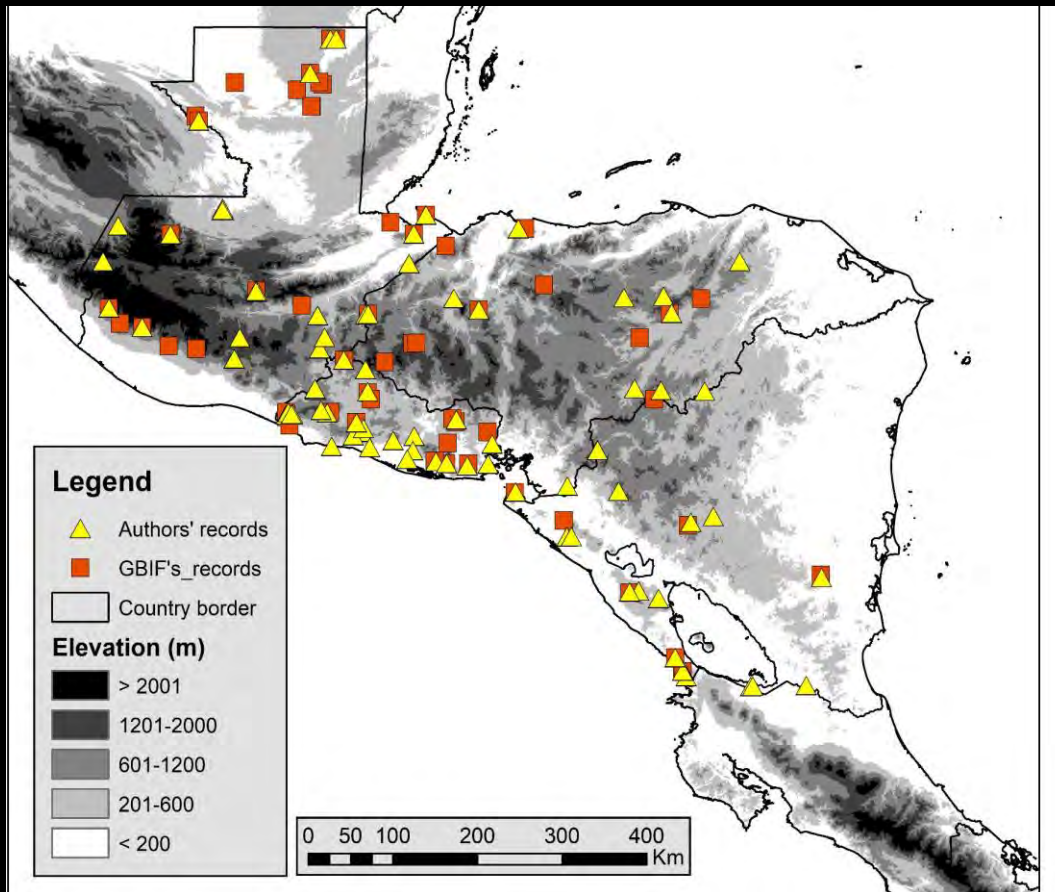 Legend
Authors' records
GBIF's_records
Country border
Elevation (m)
> 2001
1201-2000
601-1200
201-600
< 200
0 50 100 200 300 400
Km